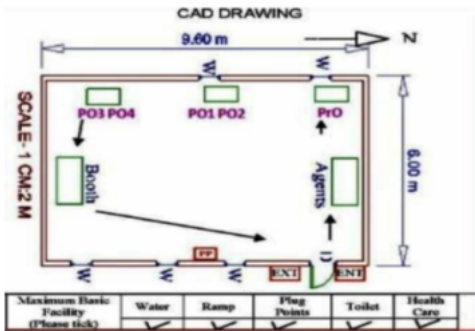 CAD DRAWING
9.60 m
N
W
W
PO3 PO4
PO1 PO2
PrO
SCALE- 1 CM:2 M
Booth
Agents
6.00 m
PP
D
W
W
W
EXT
ENT
Maximum Basic Facility (Please tick)
Water
Ramp
Plug Points
Toilet
Health Care